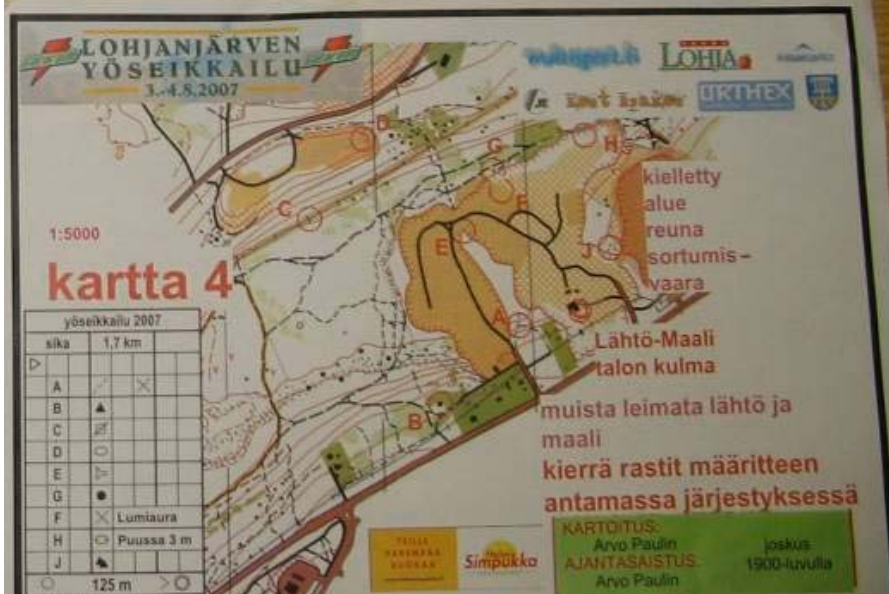 LOHJANJÄRVEN
YÖSEIKKAILU
3.-4.8.2007
LOHJA
ORTHEX
D
H
G
C
F
E
J
A
B
kielletty
alue
reuna
sortumis-
vaara
1:5000
kartta 4
Lähtö-Maali
talon kulma
muista leimata lähtö ja
maali
kierrä rastit määritteen
antamassa järjestyksessä
yöseikkailu 2007
sika 1,7 km
A
B
C
D
E
G
F Lumiaura
H Puussa 3 m
J
125 m
Simpukka
KARTOITUS:
Arvo Paulin joskus
AJANTASAISTUS: 1900-luvulla
Arvo Paulin